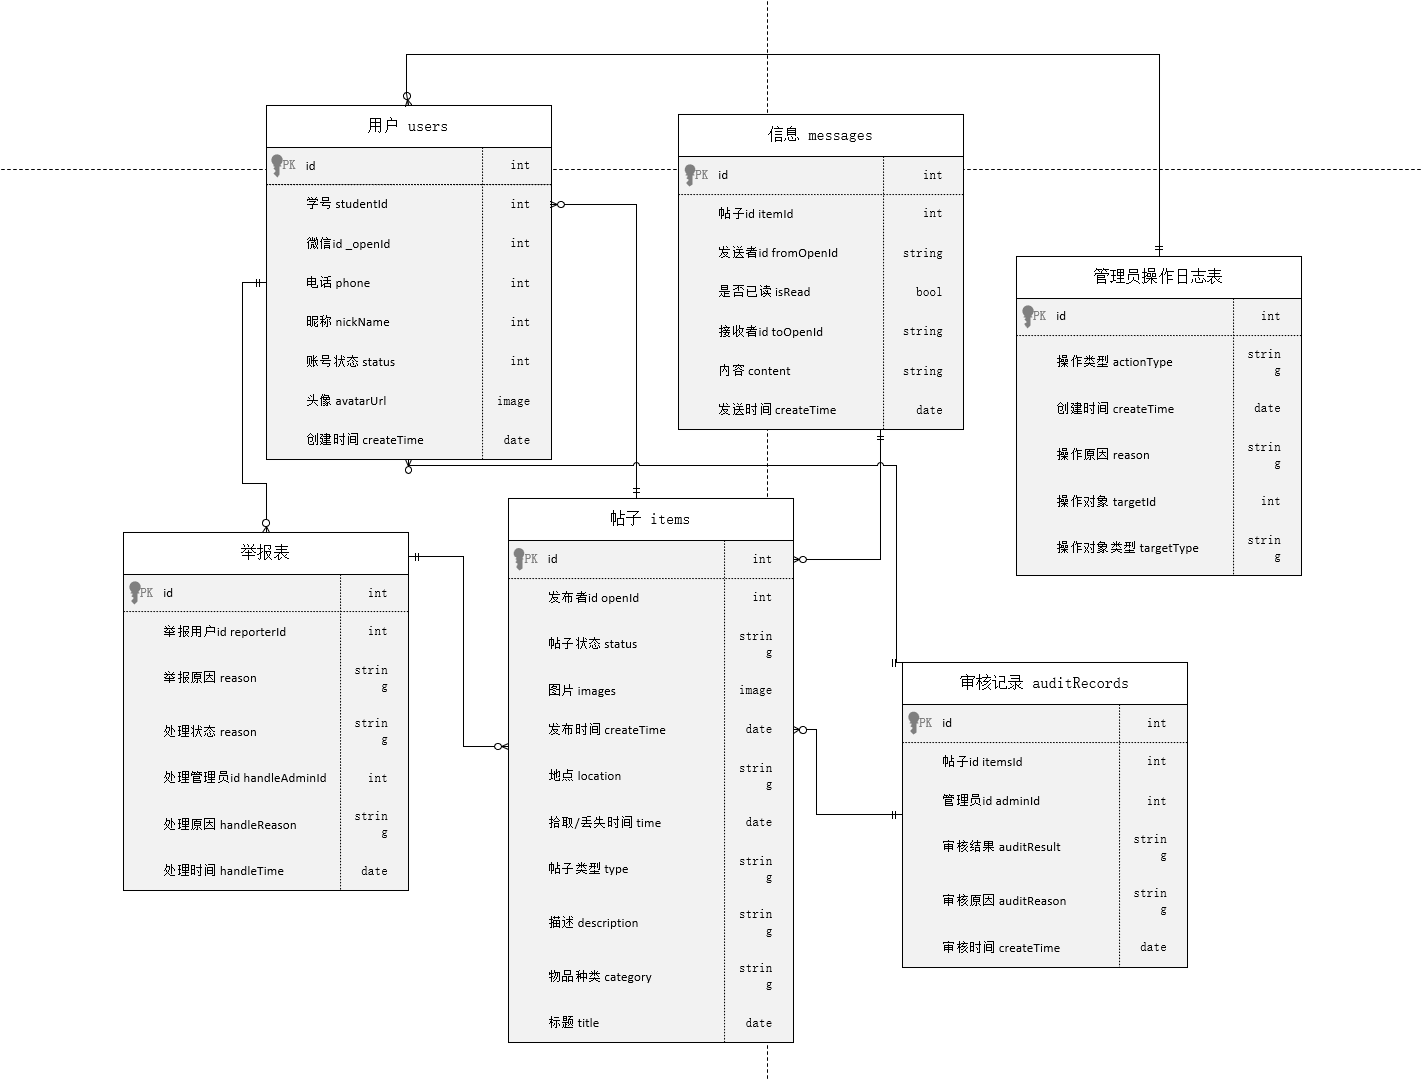 用户 users
PK id int
学号 studentId int
微信id _openId int
电话 phone int
昵称 nickName int
账号状态 status int
头像 avatarUrl image
创建时间 createTime date
信息 messages
PK id int
帖子id itemId int
发送者id fromOpenId string
是否已读 isRead bool
接收者id toOpenId string
内容 content string
发送时间 createTime date
管理员操作日志表
PK id int
操作类型 actionType strin
g
创建时间 createTime date
操作原因 reason strin
g
操作对象 targetId int
操作对象类型 targetType strin
g
举报表
PK id int
举报用户id reporterId int
举报原因 reason strin
g
处理状态 reason strin
g
处理管理员id handleAdminId int
处理原因 handleReason strin
g
处理时间 handleTime date
帖子 items
PK id int
发布者id openId int
帖子状态 status strin
g
图片 images image
发布时间 createTime date
地点 location strin
g
拾取/丢失时间 time date
帖子类型 type strin
g
描述 description strin
g
物品种类 category strin
g
标题 title date
审核记录 auditRecords
PK id int
帖子id itemsId int
管理员id adminId int
审核结果 auditResult strin
g
审核原因 auditReason strin
g
审核时间 createTime date